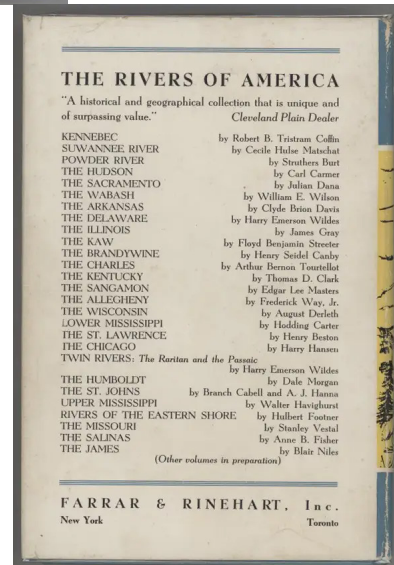 THE RIVERS OF AMERICA
"A historical and geographical collection that is unique and
of surpassing value." Cleveland Plain Dealer
KENNEBEC by Robert B. Tristram Coffin
SUWANNEE RIVER by Cecile Hulse Matschat
POWDER RIVER by Struthers Burt
THE HUDSON by Carl Carmer
THE SACRAMENTO by Julian Dana
THE WABASH by William E. Wilson
THE ARKANSAS by Clyde Brion Davis
THE DELAWARE by Harry Emerson Wildes
THE ILLINOIS by James Gray
THE KAW by Floyd Benjamin Streeter
THE BRANDYWINE by Henry Seidel Canby
THE CHARLES by Arthur Bernon Tourtellot
THE KENTUCKY by Thomas D. Clark
THE SANGAMON by Edgar Lee Masters
THE ALLEGHENY by Frederick Way, Jr.
THE WISCONSIN by August Derleth
LOWER MISSISSIPPI by Hodding Carter
THE ST. LAWRENCE by Henry Beston
THE CHICAGO by Harry Hansen
TWIN RIVERS: The Raritan and the Passaic
by Harry Emerson Wildes
THE HUMBOLDT by Dale Morgan
THE ST. JOHNS by Branch Cabell and A. J. Hanna
UPPER MISSISSIPPI by Walter Havighurst
RIVERS OF THE EASTERN SHORE by Hulbert Footner
THE MISSOURI by Stanley Vestal
THE SALINAS by Anne B. Fisher
THE JAMES by Blair Niles
(Other volumes in preparation)
FARRAR & RINEHART, Inc.
New York Toronto